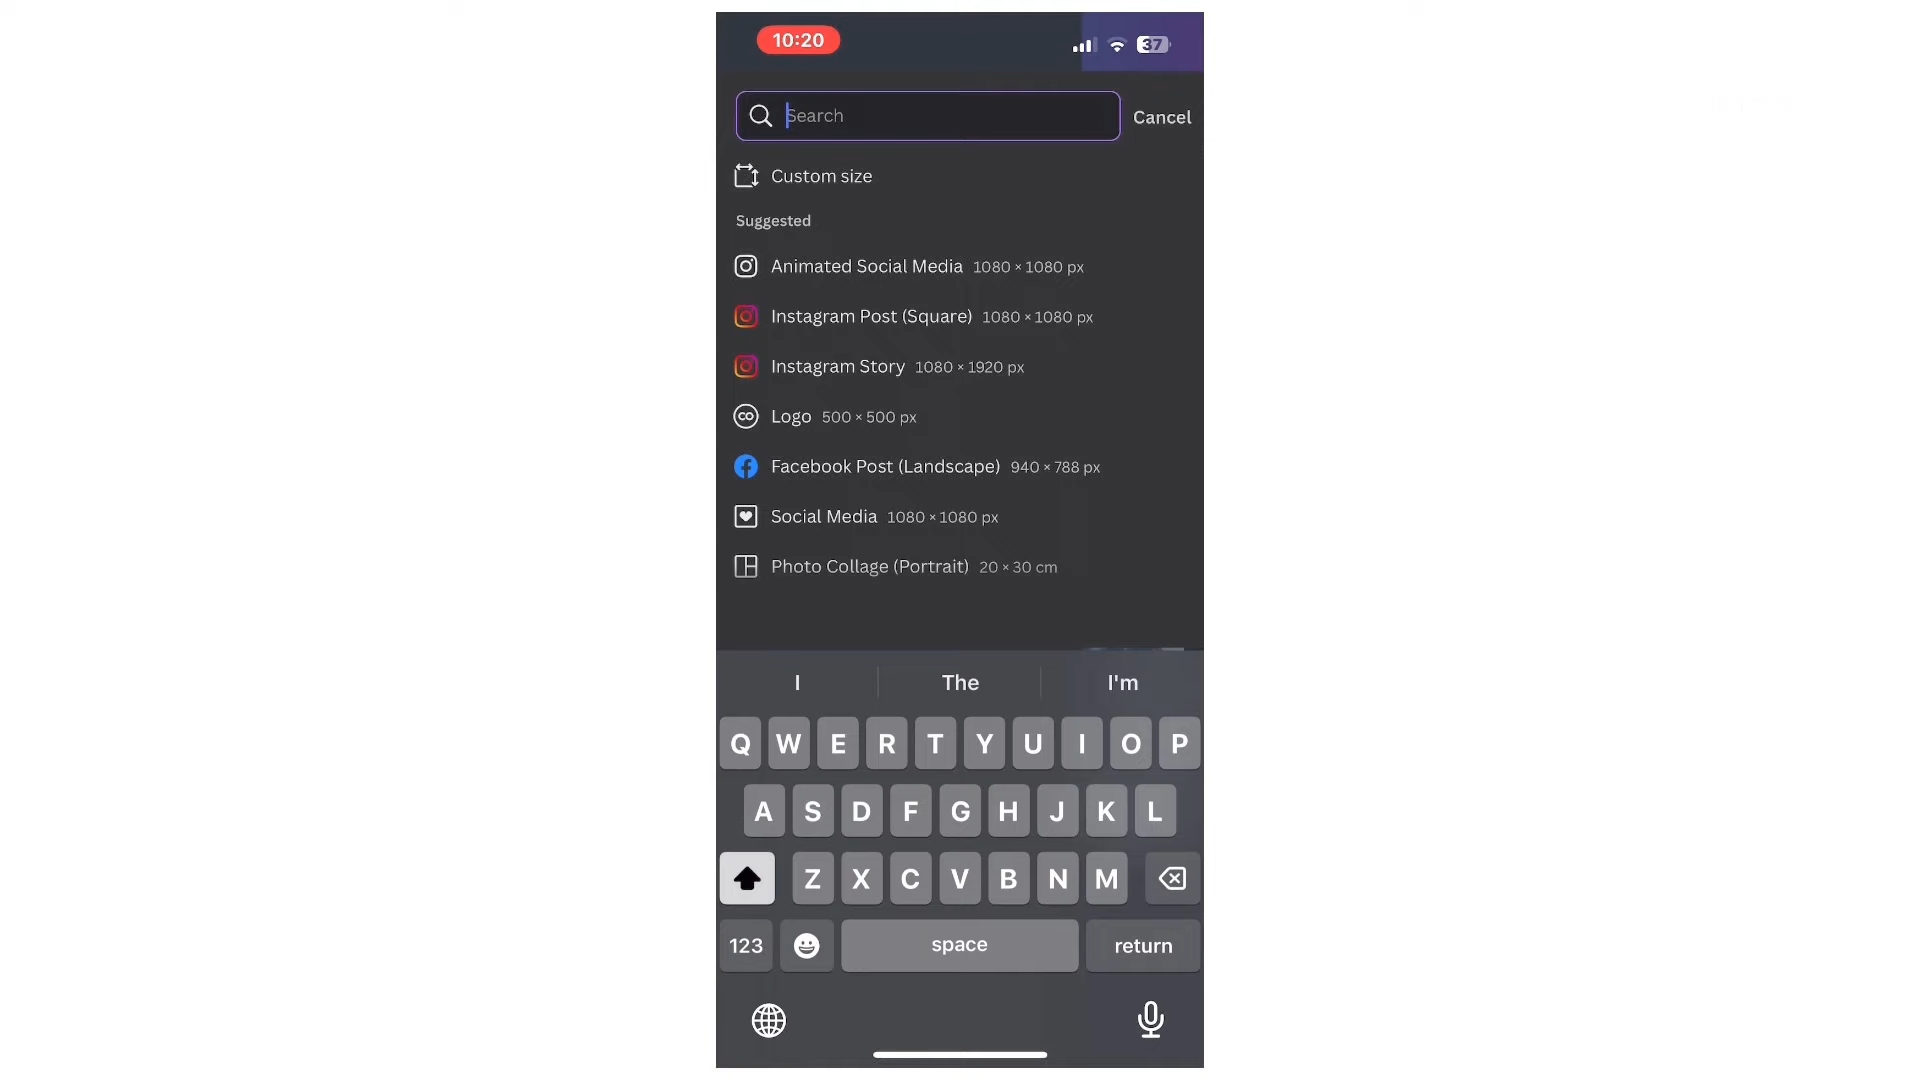 10:20
37
Search
Cancel
Custom size
Suggested
Animated Social Media 1080 × 1080 px
Instagram Post (Square) 1080 × 1080 px
Instagram Story 1080 × 1920 px
CO Logo 500 × 500 px
Facebook Post (Landscape) 940 × 788 px
Social Media 1080 × 1080 px
Photo Collage (Portrait) 20 × 30 cm
I The I'm
Q W E R T Y U I O P
A S D F G H J K L
Z X C V B N M
123 space return